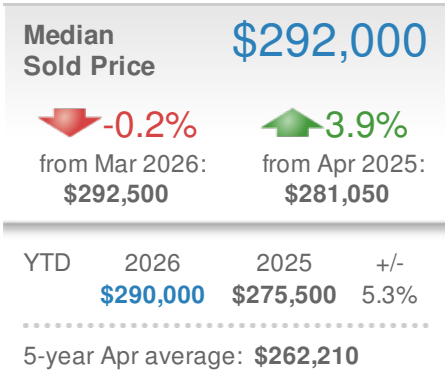 Median $292,000
Sold Price
-0.2% 3.9%
from Mar 2026: from Apr 2025:
$292,500 $281,050
YTD 2026 2025 +/-
$290,000 $275,500 5.3%
5-year Apr average: $262,210